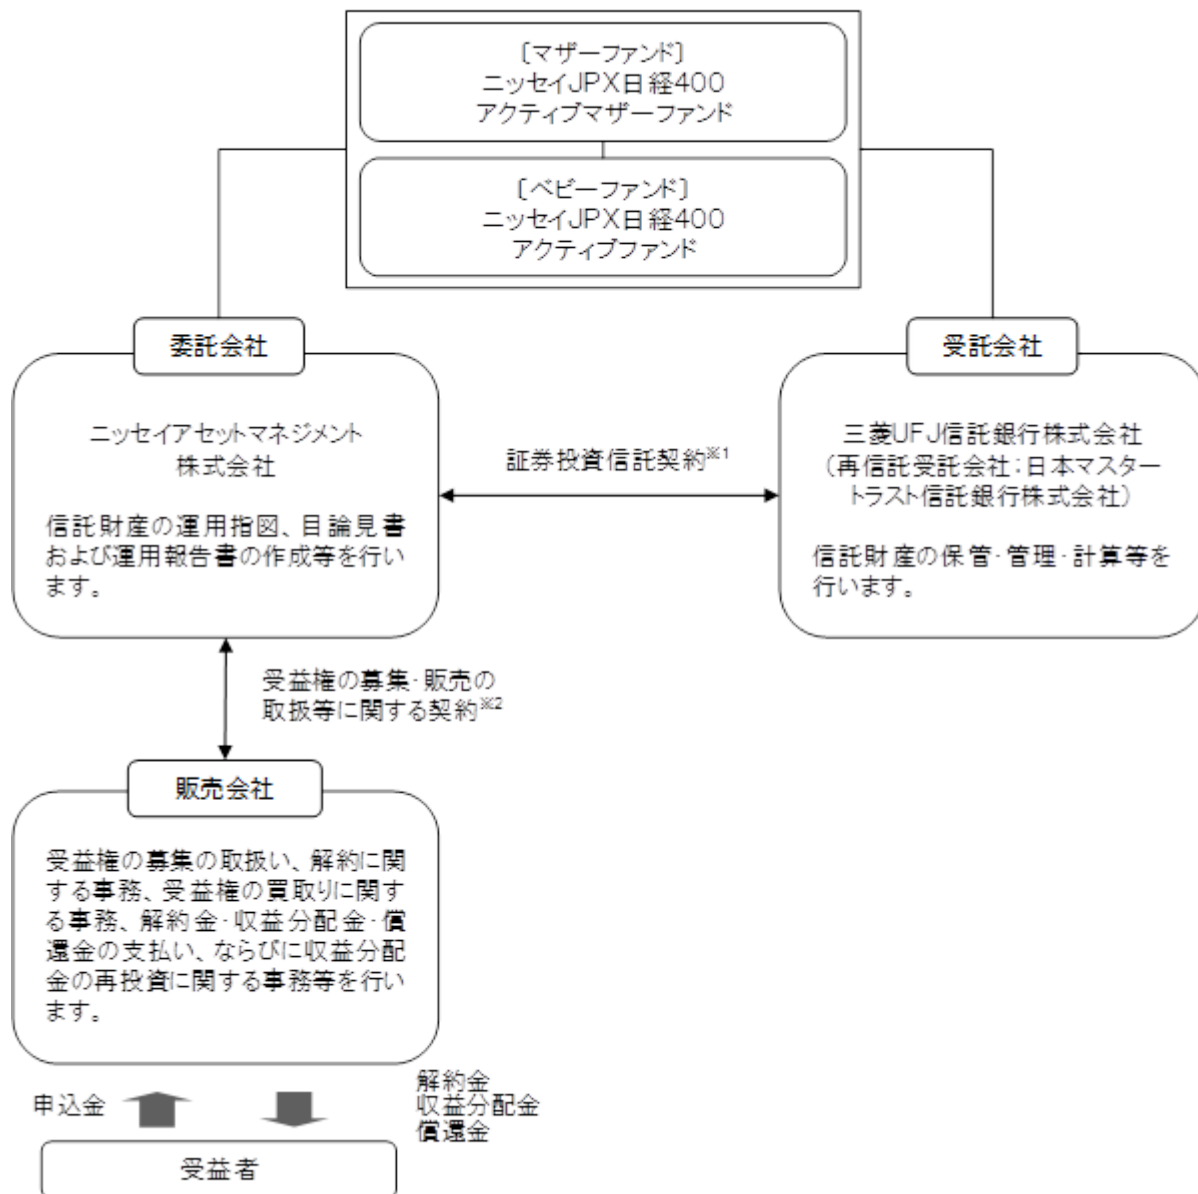 〔マザーファンド〕
ニッセイJPX日経400
アクティブマザーファンド
〔ベビーファンド〕
ニッセイJPX日経400
アクティブファンド
委託会社
ニッセイアセットマネジメント
株式会社
信託財産の運用指図、目論見書
および運用報告書の作成等を行い
ます。
証券投資信託契約※1
受託会社
三菱UFJ信託銀行株式会社
（再信託受託会社：日本マスター
トラスト信託銀行株式会社）
信託財産の保管・管理・計算等を
行います。
受益権の募集・販売の
取扱等に関する契約※2
販売会社
受益権の募集の取扱い、解約に関
する事務、受益権の買取りに関す
る事務、解約金・収益分配金・償
還金の支払い、ならびに収益分配
金の再投資に関する事務等を行い
ます。
申込金
解約金
収益分配金
償還金
受益者